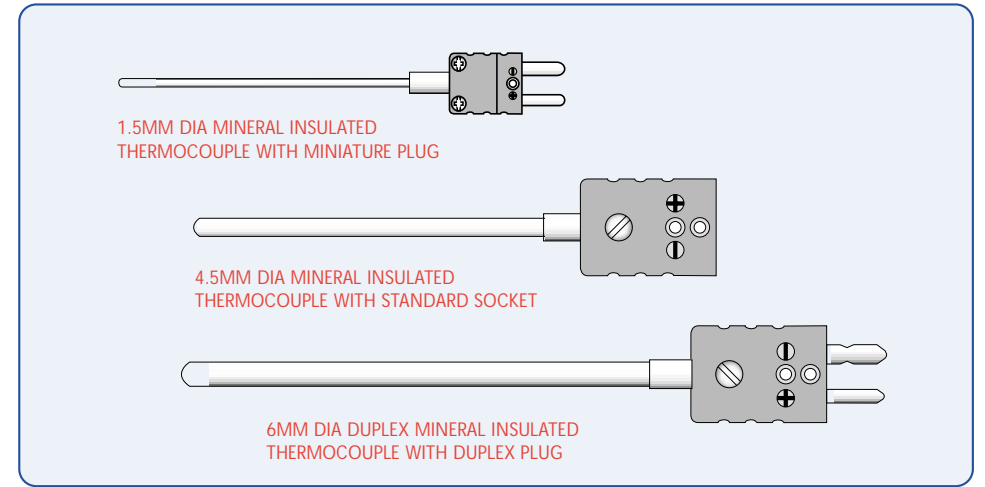 1.5MM DIA MINERAL INSULATED
THERMOCOUPLE WITH MINIATURE PLUG
4.5MM DIA MINERAL INSULATED
THERMOCOUPLE WITH STANDARD SOCKET
6MM DIA DUPLEX MINERAL INSULATED
THERMOCOUPLE WITH DUPLEX PLUG